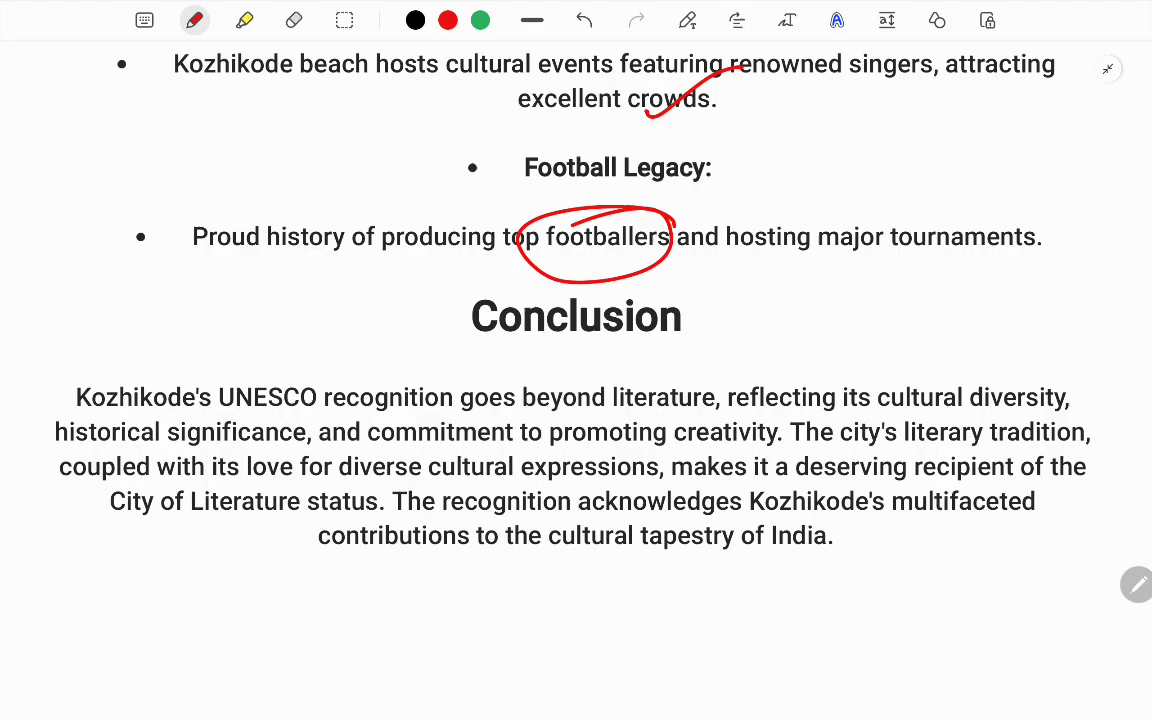 Kozhikode beach hosts cultural events featuring renowned singers, attracting
excellent crowds.
Football Legacy:
Proud history of producing top footballers and hosting major tournaments.
Conclusion
Kozhikode's UNESCO recognition goes beyond literature, reflecting its cultural diversity,
historical significance, and commitment to promoting creativity. The city's literary tradition,
coupled with its love for diverse cultural expressions, makes it a deserving recipient of the
City of Literature status. The recognition acknowledges Kozhikode's multifaceted
contributions to the cultural tapestry of India.